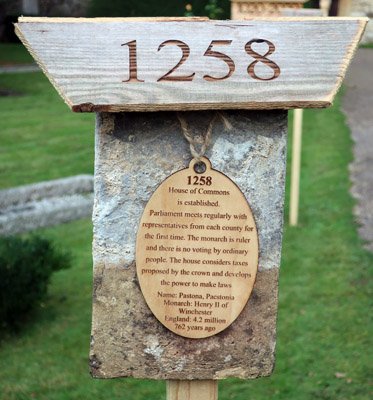 1258
1258
House of Commons
is established.
Parliament meets regularly with
representatives from each county for
the first time. The monarch is ruler
and there is no voting by ordinary
people. The house considers taxes
proposed by the crown and develops
the power to make laws
Name: Pastona, Pacstonia
Monarch: Henry II of
Winchester
England: 4.2 million
762 years ago